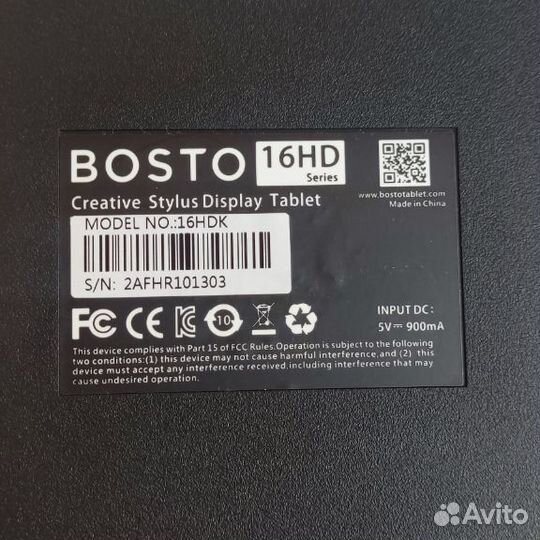 BOSTO 16HD
Series
www.bostotablet.com
Creative Stylus Display Tablet
Made in China
MODEL NO.:16HDK
S/N: 2AFHR101303
FC CE 10
INPUT DC:
5V⎓900mA
This device complies with Part 15 of FCC Rules.Operation is subject to the following
two conditions:(1) this device may not cause harmful interference,and (2) this
device must accept any interference received,including interference that may
cause undesired operation.
Avito